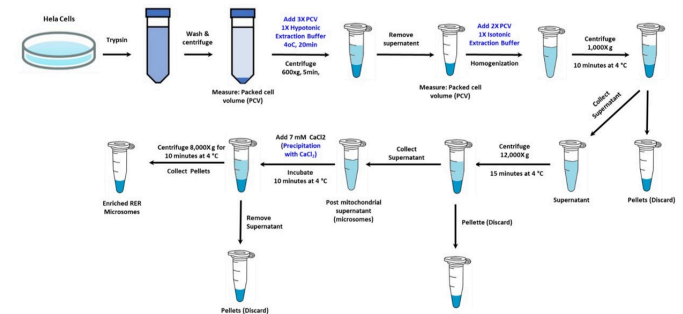 Hela Cells
Trypsin
Wash &
centrifuge
Add 3X PCV
1X Hypotonic
Extraction Buffer
4oC, 20min
Centrifuge
600xg, 5min,
Measure: Packed cell
volume (PCV)
Remove
supernatent
Measure: Packed cell
volume (PCV)
Add 2X PCV
1X Isotonic
Extraction Buffer
Homogenization
Centrifuge
1,000X g
10 minutes at 4 °C
Collect
Supernatant
Pellets (Discard)
Supernatant
Centrifuge
12,000X g
15 minutes at 4 °C
Pellette (Discard)
Collect
Supernatant
Post mitochondrial
supernatant
(microsomes)
Add 7 mM CaCl2
(Precipitation
with CaCl₂)
Incubate
10 minutes at 4 °C
Remove
Supernatant
Pellets (Discard)
Centrifuge 8,000X g for
10 minutes at 4 °C
Collect Pellets
Enriched RER
Microsomes